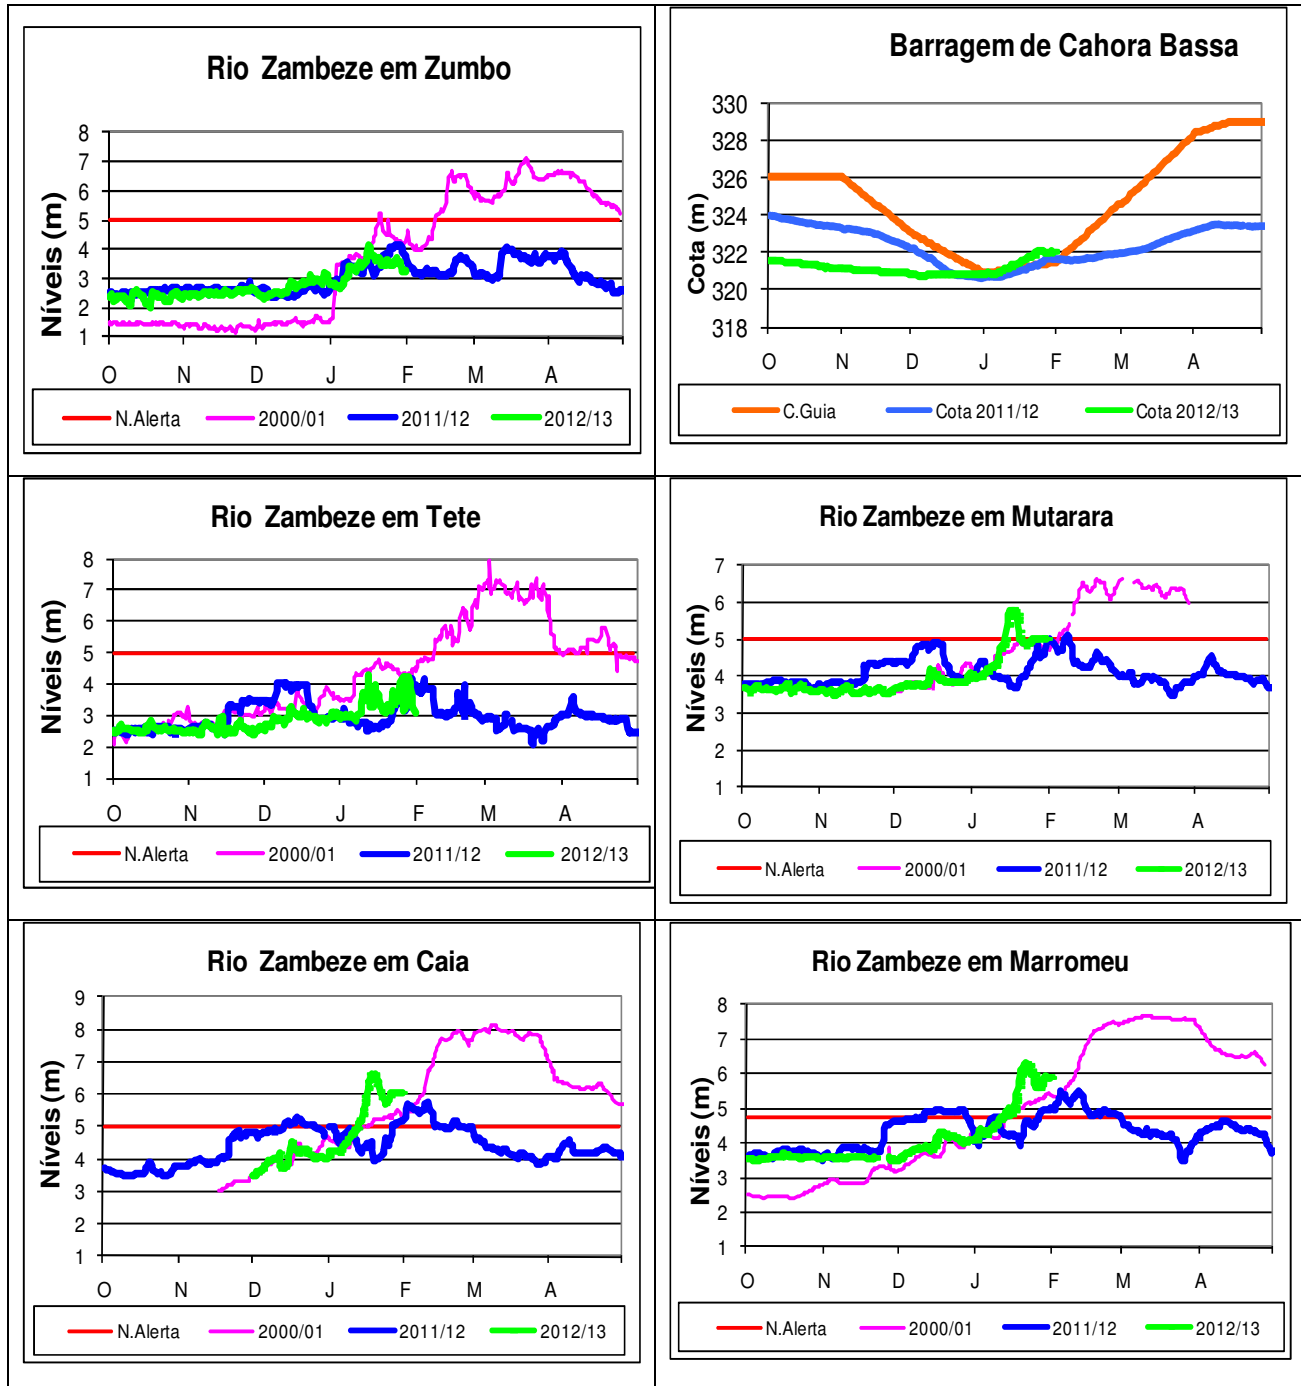 Rio Zambeze em Zumbo
Níveis (m)
8
7
6
5
4
3
2
1
O N D J F M A
N.Alerta 2000/01 2011/12 2012/13
Barragem de Cahora Bassa
Cota (m)
330
328
326
324
322
320
318
O N D J F M A
C.Guia Cota 2011/12 Cota 2012/13
Rio Zambeze em Tete
Níveis (m)
8
7
6
5
4
3
2
1
O N D J F M A
N.Alerta 2000/01 2011/12 2012/13
Rio Zambeze em Mutarara
Níveis (m)
7
6
5
4
3
2
1
O N D J F M A
N.Alerta 2000/01 2011/12 2012/13
Rio Zambeze em Caia
Níveis (m)
9
8
7
6
5
4
3
2
1
O N D J F M A
N.Alerta 2000/01 2011/12 2012/13
Rio Zambeze em Marromeu
Níveis (m)
8
7
6
5
4
3
2
1
O N D J F M A
N.Alerta 2000/01 2011/12 2012/13